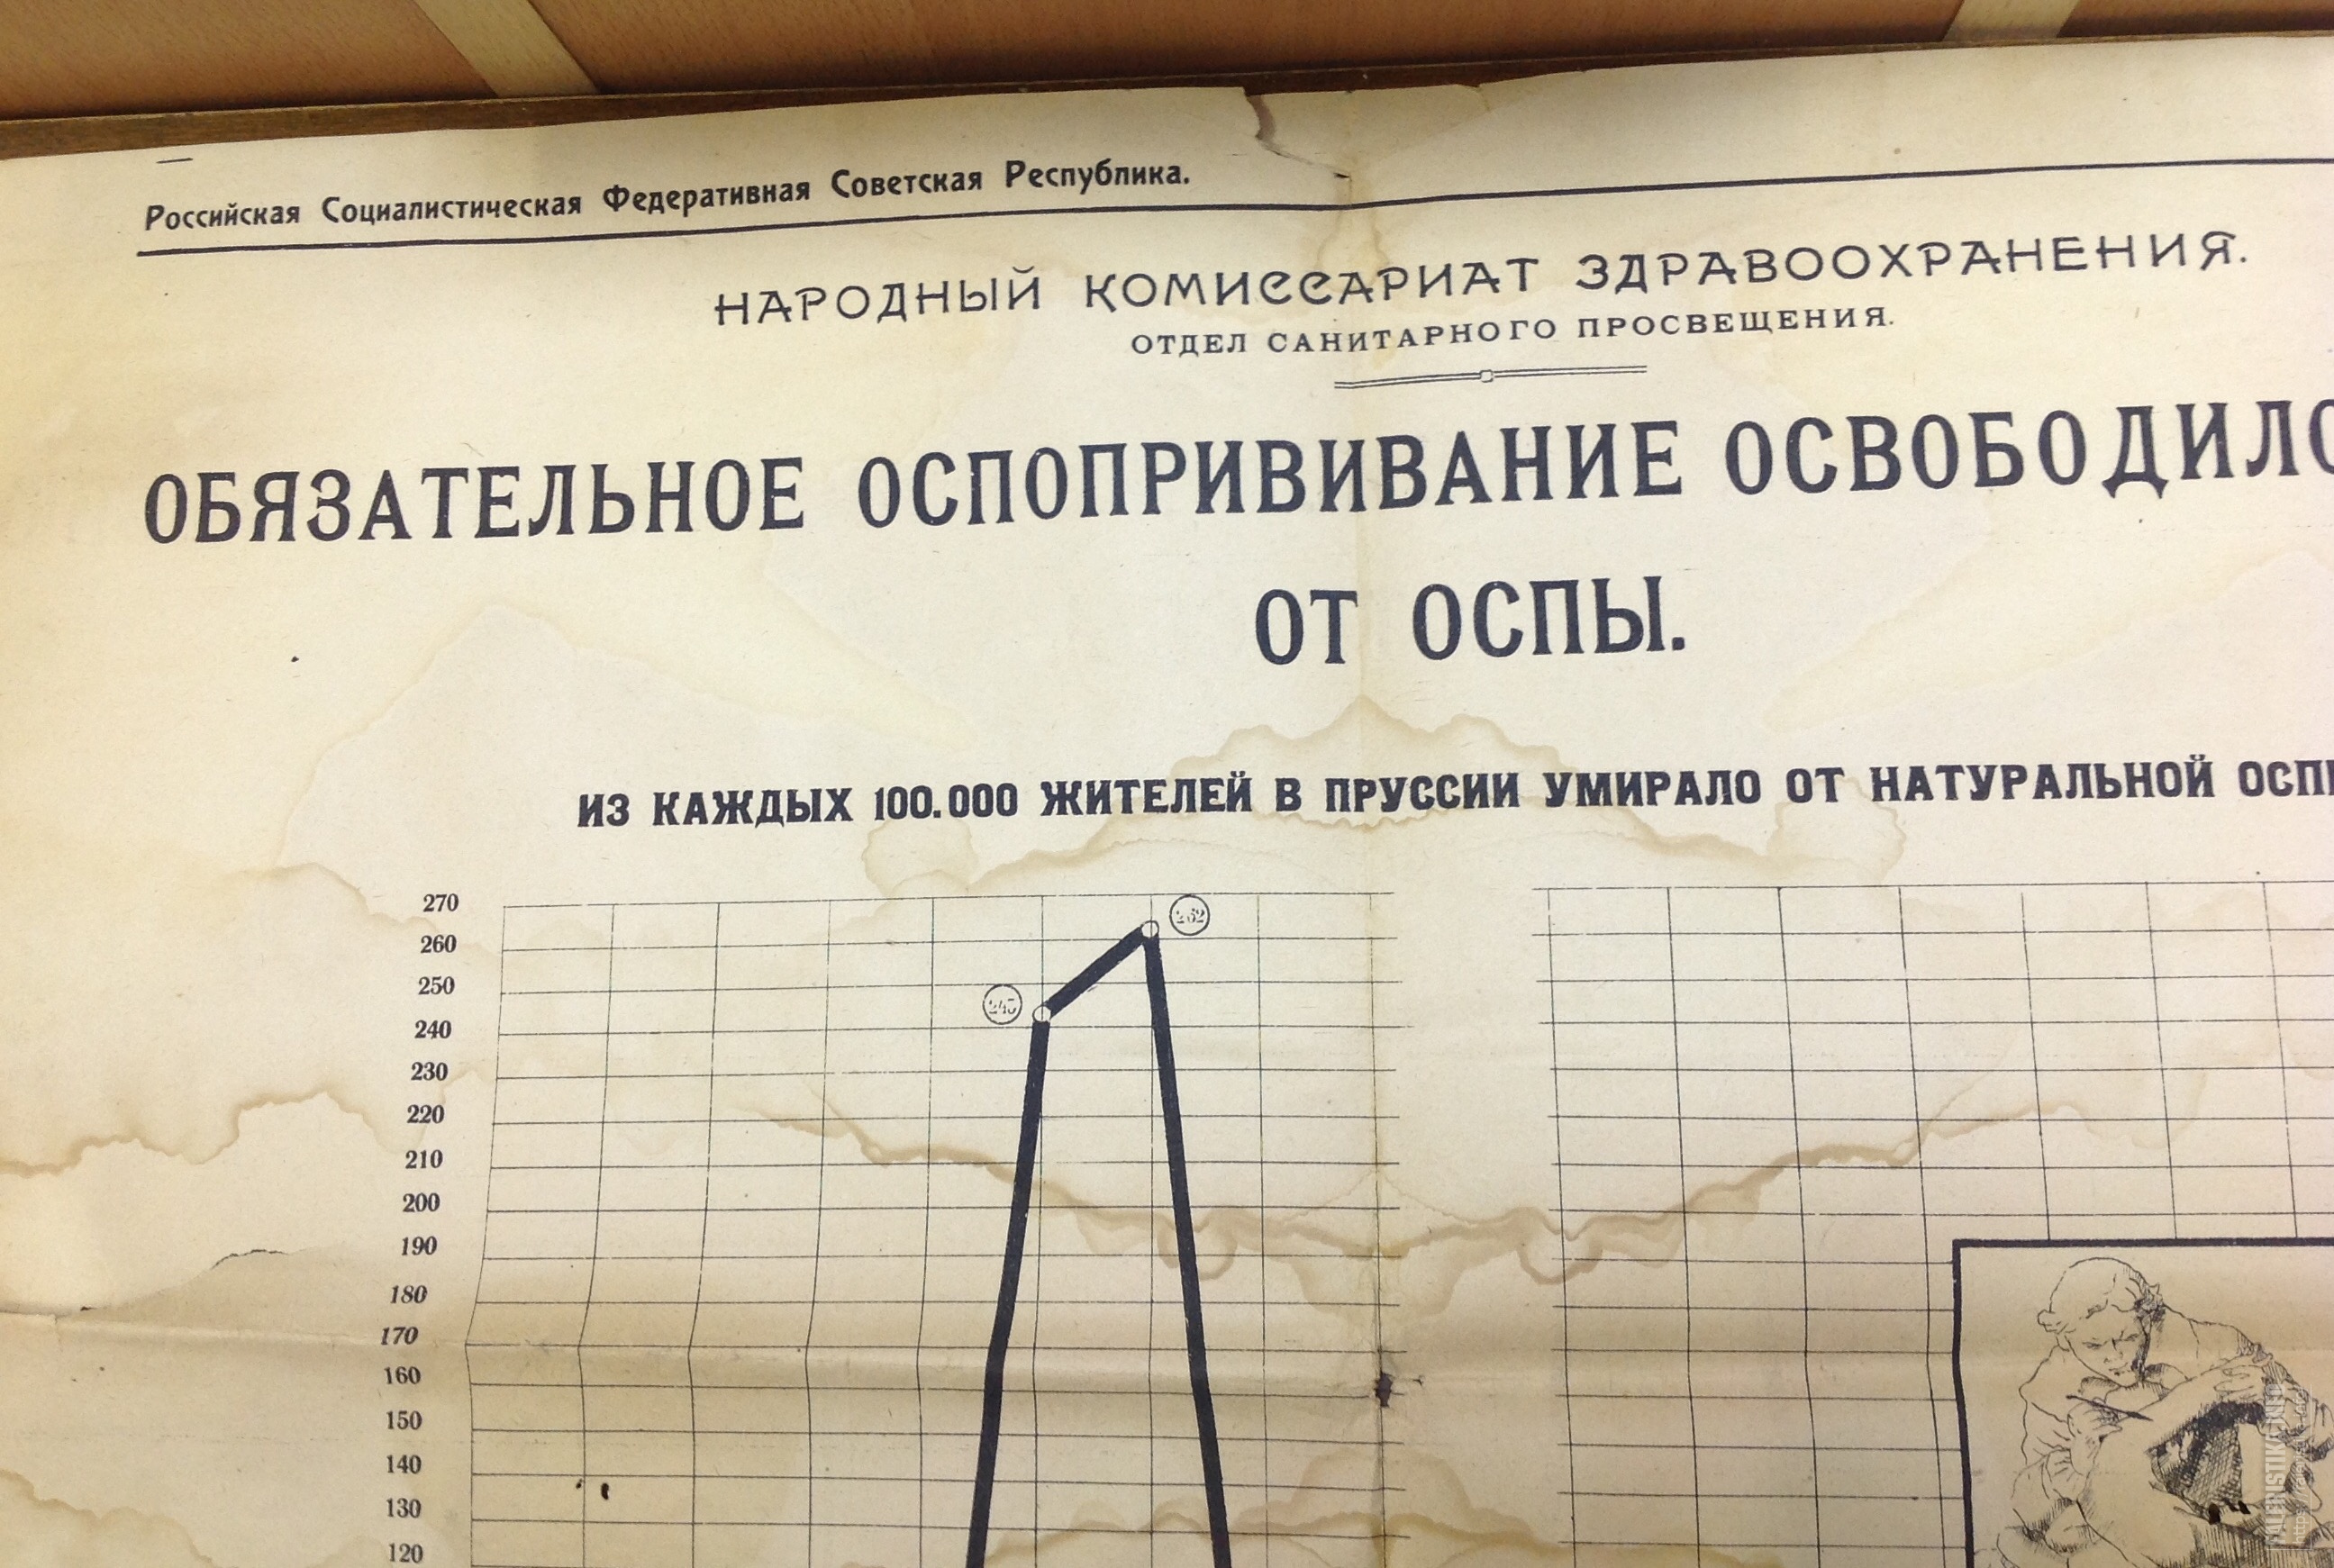 Российская Социалистическая Федеративная Советская Республика.
НАРОДНЫЙ КОМИССАРИАТ ЗДРАВООХРАНЕНИЯ.
ОТДЕЛ САНИТАРНОГО ПРОСВЕЩЕНИЯ.
ОБЯЗАТЕЛЬНОЕ ОСПОПРИВИВАНИЕ ОСВОБОДИЛО
ОТ ОСПЫ.
ИЗ КАЖДЫХ 100.000 ЖИТЕЛЕЙ В ПРУССИИ УМИРАЛО ОТ НАТУРАЛЬНОЙ ОСП
270
262
260
250
240
230
220
210
200
190
180
170
160
150
140
130
120